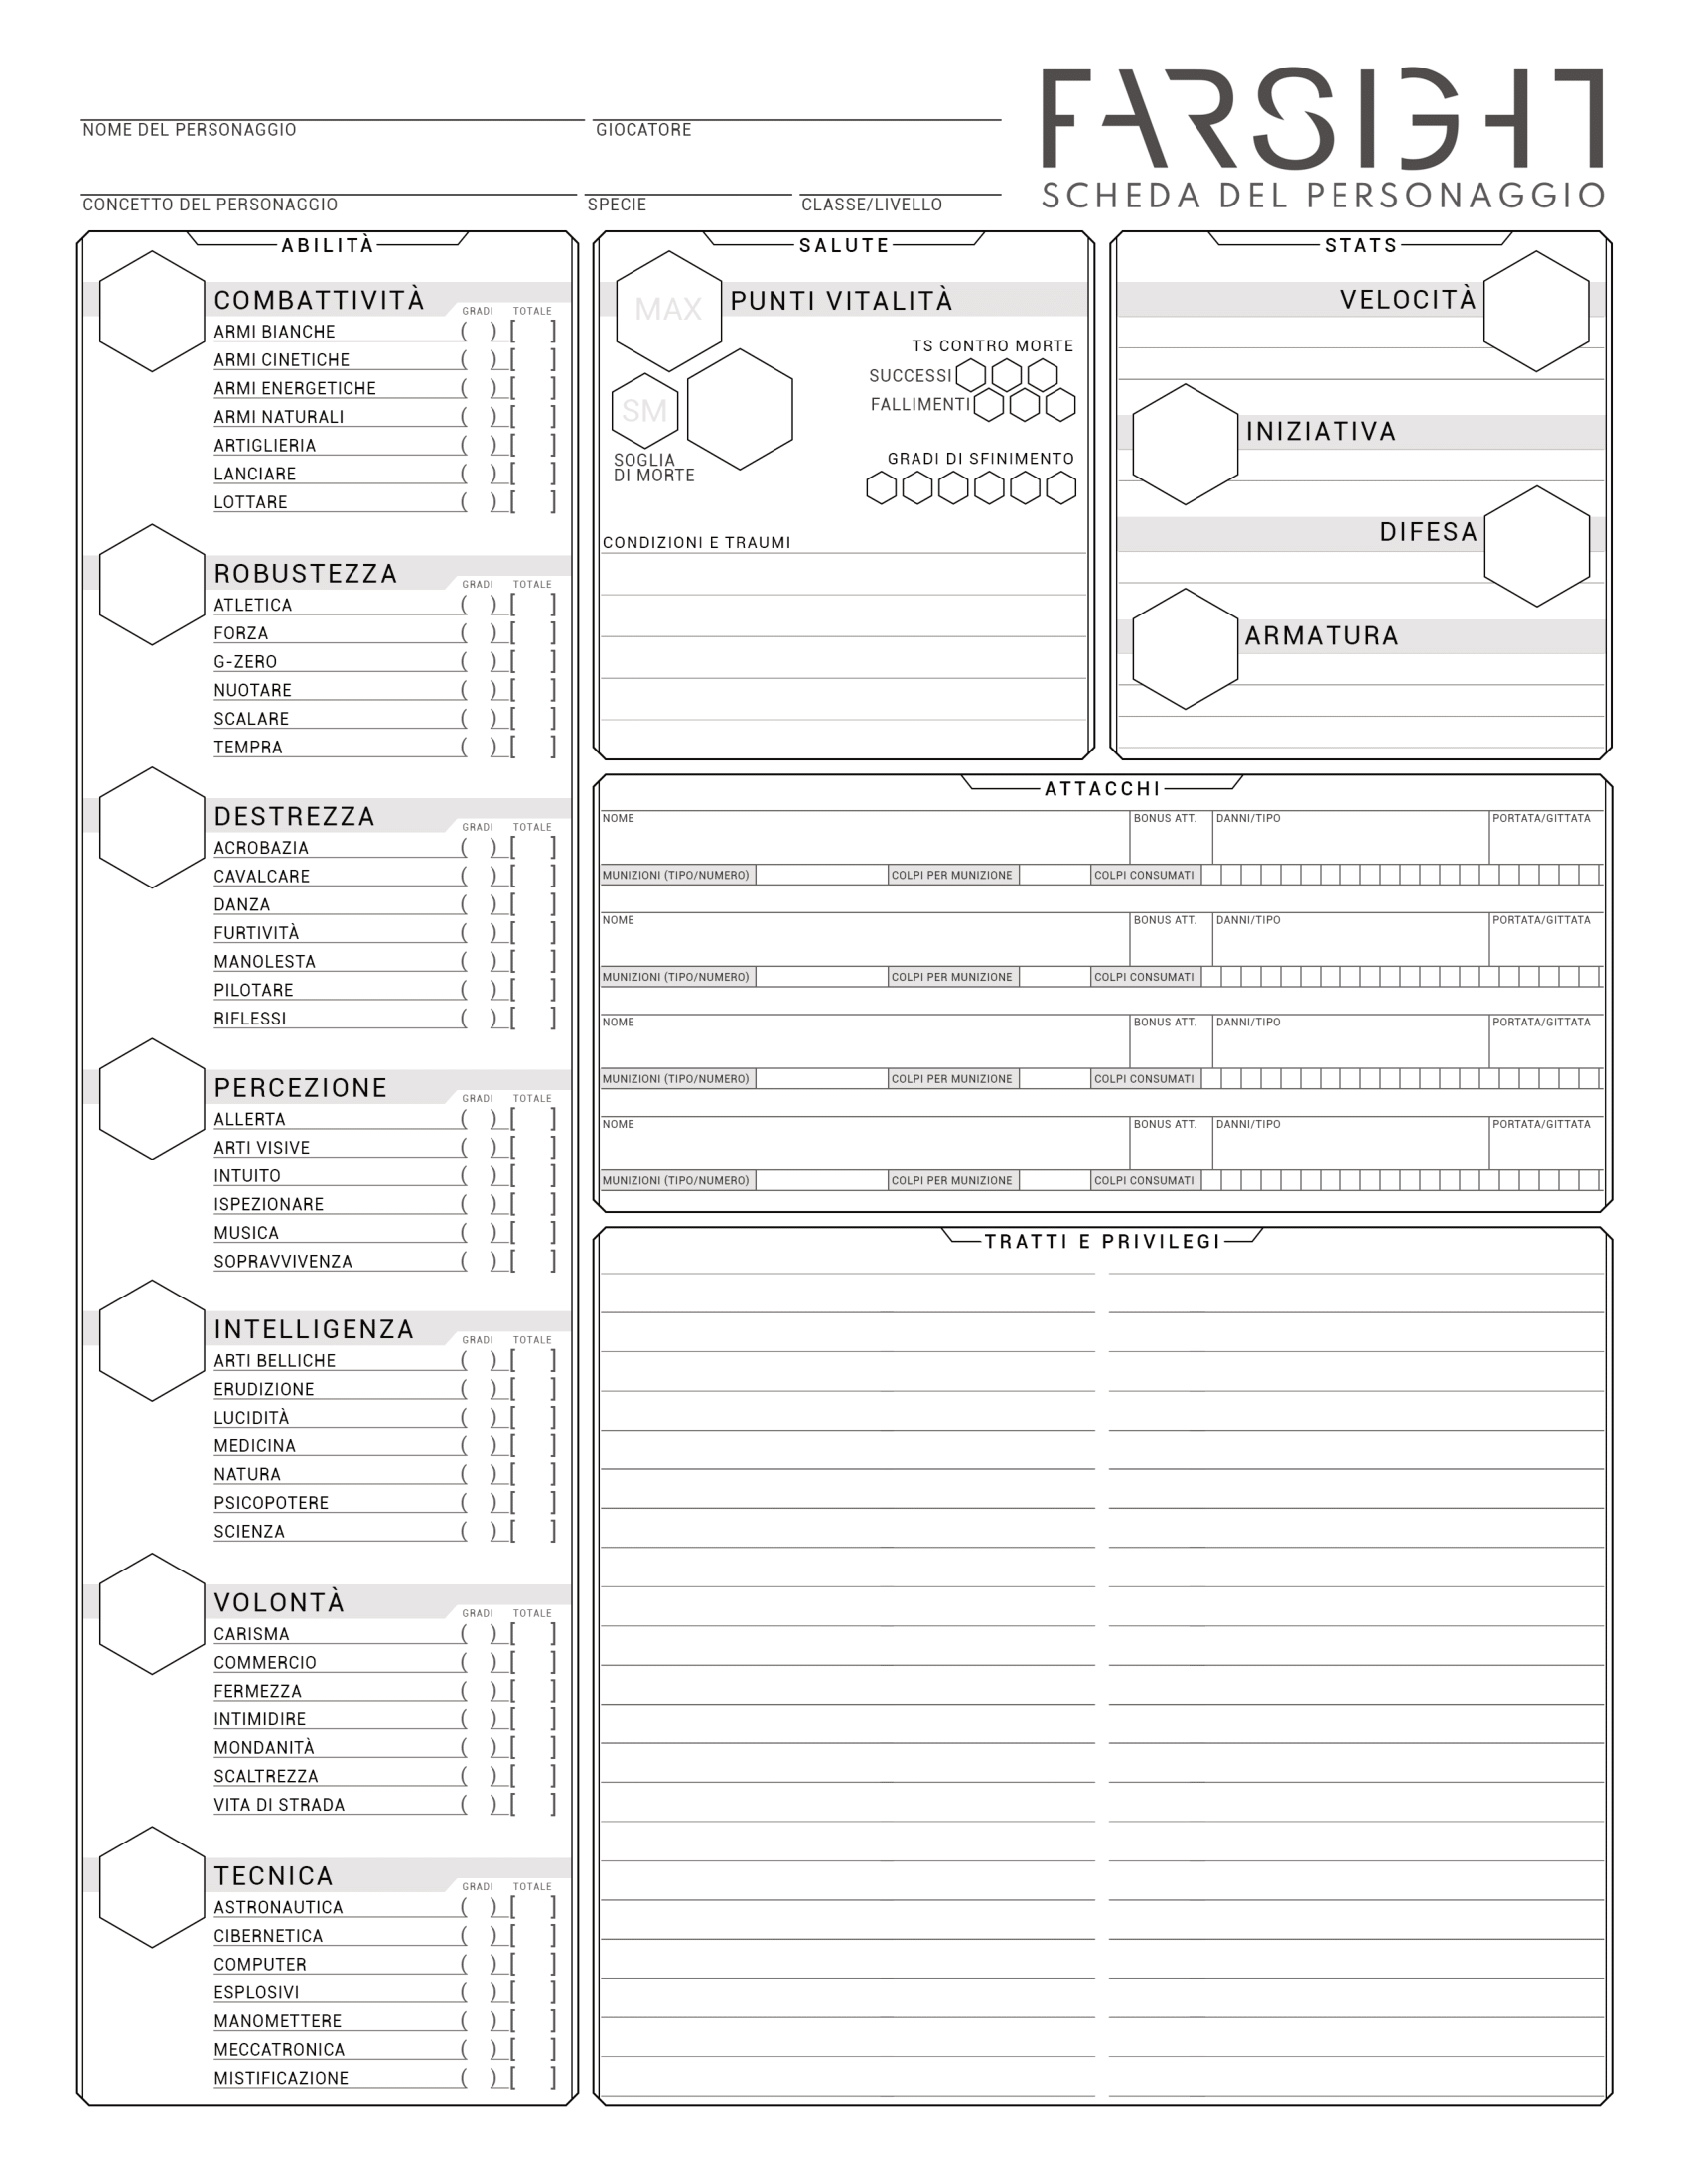 FARSIGHT
SCHEDA DEL PERSONAGGIO
NOME DEL PERSONAGGIO GIOCATORE
CONCETTO DEL PERSONAGGIO SPECIE CLASSE/LIVELLO
ABILITÀ
COMBATTIVITÀ
GRADI TOTALE
ARMI BIANCHE ( ) [ ]
ARMI CINETICHE ( ) [ ]
ARMI ENERGETICHE ( ) [ ]
ARMI NATURALI ( ) [ ]
ARTIGLIERIA ( ) [ ]
LANCIARE ( ) [ ]
LOTTARE ( ) [ ]
ROBUSTEZZA
GRADI TOTALE
ATLETICA ( ) [ ]
FORZA ( ) [ ]
G-ZERO ( ) [ ]
NUOTARE ( ) [ ]
SCALARE ( ) [ ]
TEMPRA ( ) [ ]
DESTREZZA
GRADI TOTALE
ACROBAZIA ( ) [ ]
CAVALCARE ( ) [ ]
DANZA ( ) [ ]
FURTIVITÀ ( ) [ ]
MANOLESTA ( ) [ ]
PILOTARE ( ) [ ]
RIFLESSI ( ) [ ]
PERCEZIONE
GRADI TOTALE
ALLERTA ( ) [ ]
ARTI VISIVE ( ) [ ]
INTUITO ( ) [ ]
ISPEZIONARE ( ) [ ]
MUSICA ( ) [ ]
SOPRAVVIVENZA ( ) [ ]
INTELLIGENZA
GRADI TOTALE
ARTI BELLICHE ( ) [ ]
ERUDIZIONE ( ) [ ]
LUCIDITÀ ( ) [ ]
MEDICINA ( ) [ ]
NATURA ( ) [ ]
PSICOPOTERE ( ) [ ]
SCIENZA ( ) [ ]
VOLONTÀ
GRADI TOTALE
CARISMA ( ) [ ]
COMMERCIO ( ) [ ]
FERMEZZA ( ) [ ]
INTIMIDIRE ( ) [ ]
MONDANITÀ ( ) [ ]
SCALTREZZA ( ) [ ]
VITA DI STRADA ( ) [ ]
TECNICA
GRADI TOTALE
ASTRONAUTICA ( ) [ ]
CIBERNETICA ( ) [ ]
COMPUTER ( ) [ ]
ESPLOSIVI ( ) [ ]
MANOMETTERE ( ) [ ]
MECCATRONICA ( ) [ ]
MISTIFICAZIONE ( ) [ ]
SALUTE
MAX PUNTI VITALITÀ
TS CONTRO MORTE
SUCCESSI
FALLIMENTI
SM
SOGLIA
DI MORTE
GRADI DI SFINIMENTO
CONDIZIONI E TRAUMI
STATS
VELOCITÀ
INIZIATIVA
DIFESA
ARMATURA
ATTACCHI
NOME BONUS ATT. DANNI/TIPO PORTATA/GITTATA
MUNIZIONI (TIPO/NUMERO) COLPI PER MUNIZIONE COLPI CONSUMATI
NOME BONUS ATT. DANNI/TIPO PORTATA/GITTATA
MUNIZIONI (TIPO/NUMERO) COLPI PER MUNIZIONE COLPI CONSUMATI
NOME BONUS ATT. DANNI/TIPO PORTATA/GITTATA
MUNIZIONI (TIPO/NUMERO) COLPI PER MUNIZIONE COLPI CONSUMATI
NOME BONUS ATT. DANNI/TIPO PORTATA/GITTATA
MUNIZIONI (TIPO/NUMERO) COLPI PER MUNIZIONE COLPI CONSUMATI
TRATTI E PRIVILEGI